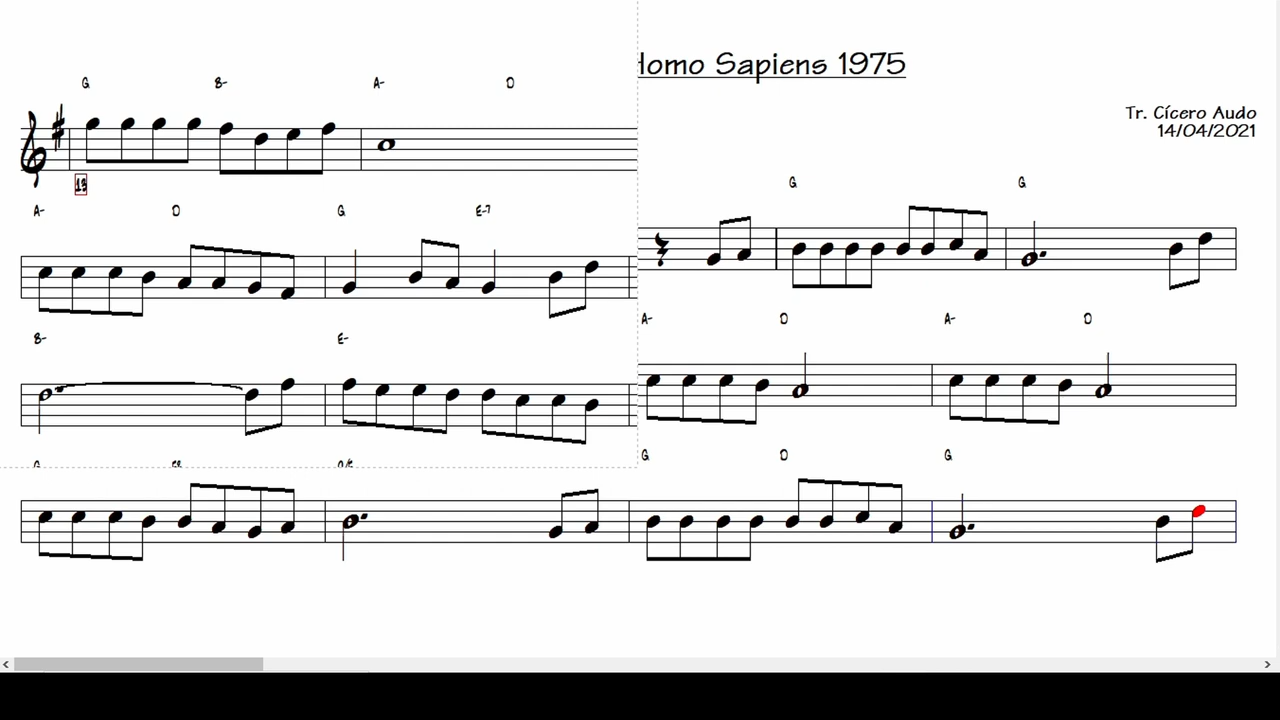 Homo Sapiens 1975
G B- A- D
Tr. Cícero Audo
14/04/2021
13
G G
A- D G E-7
A- D A- D
B- E-
G D G